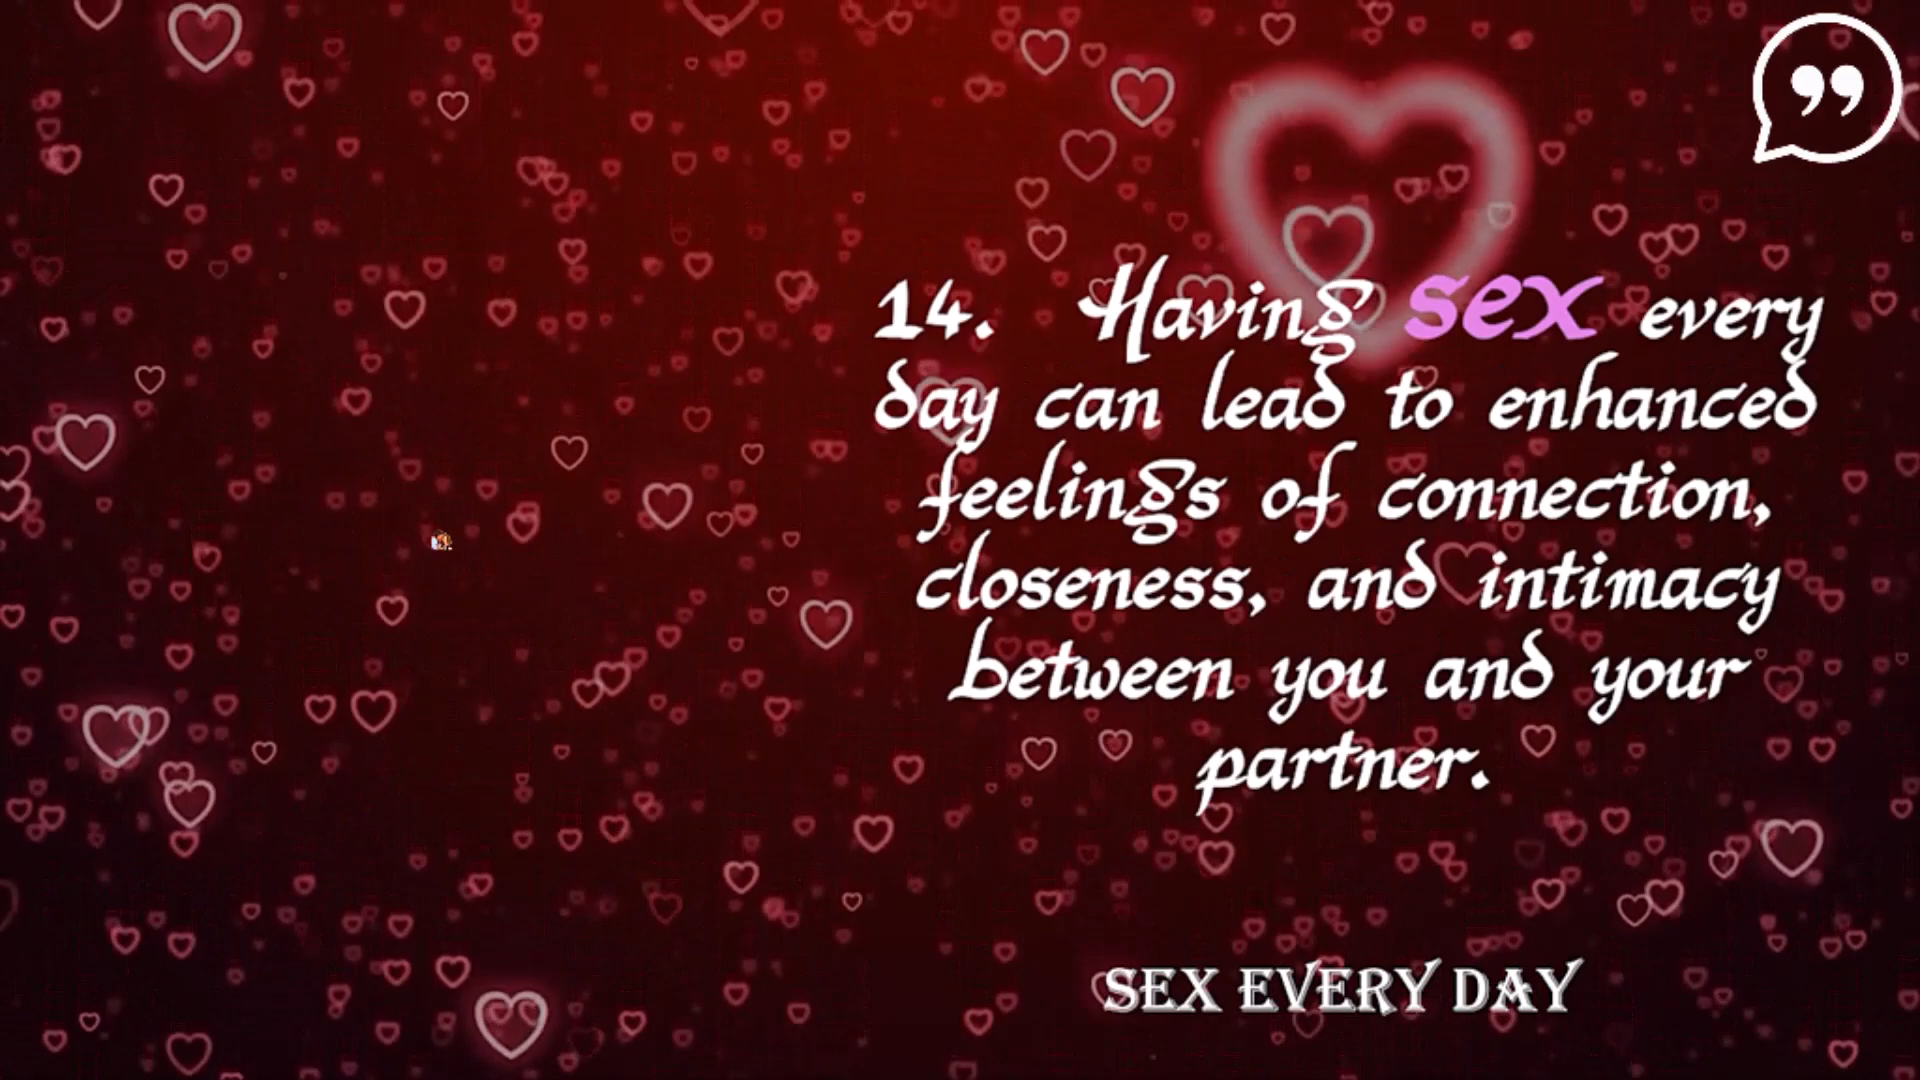 14. Having sex every
day can lead to enhanced
feelings of connection,
closeness, and intimacy
between you and your
partner.
SEX EVERY DAY